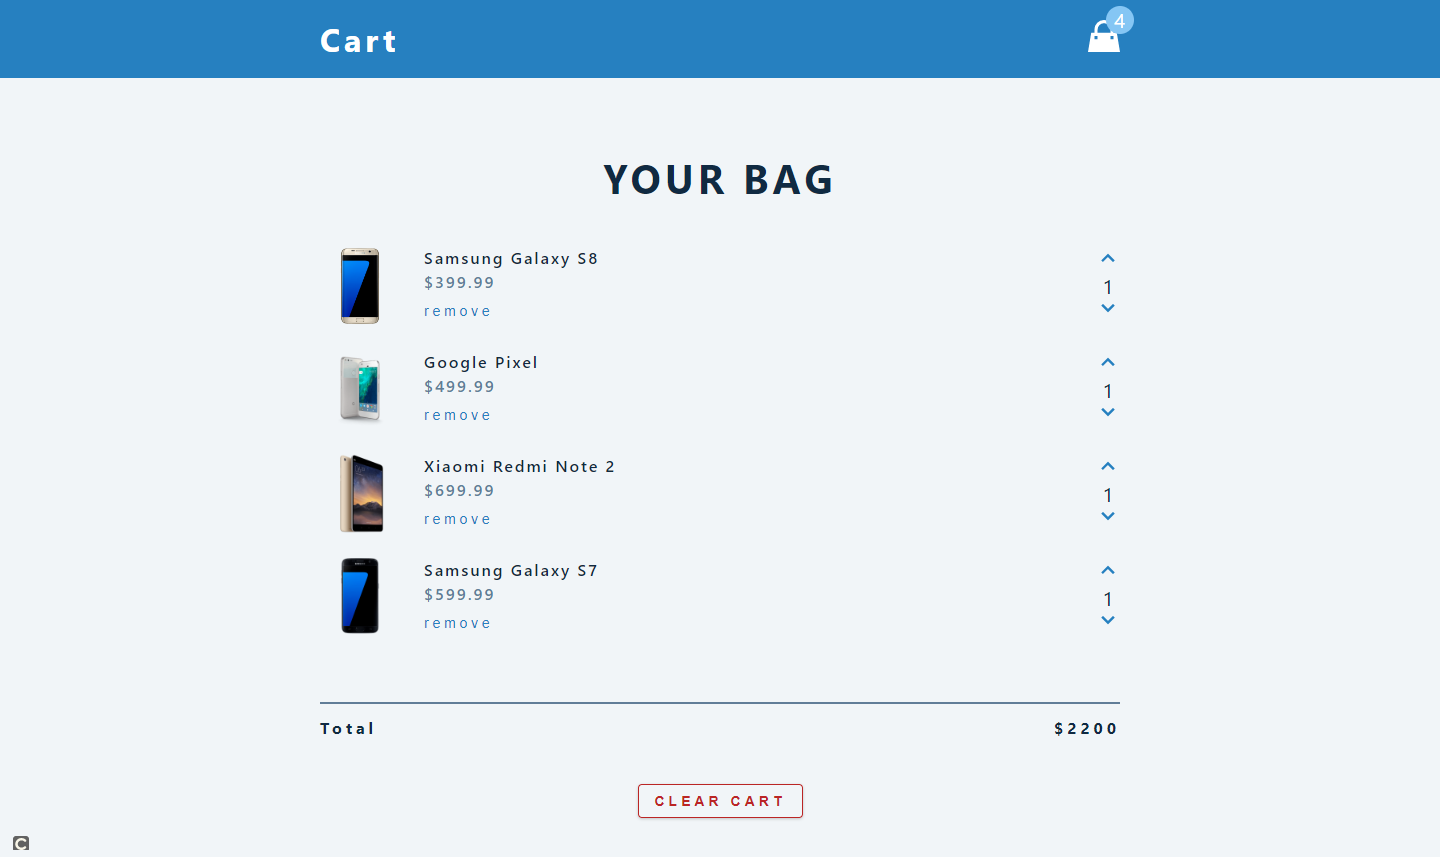 Cart
4
YOUR BAG
Samsung Galaxy S8
$399.99
remove
1
Google Pixel
$499.99
remove
1
Xiaomi Redmi Note 2
$699.99
remove
1
Samsung Galaxy S7
$599.99
remove
1
Total
$2200
CLEAR CART
C